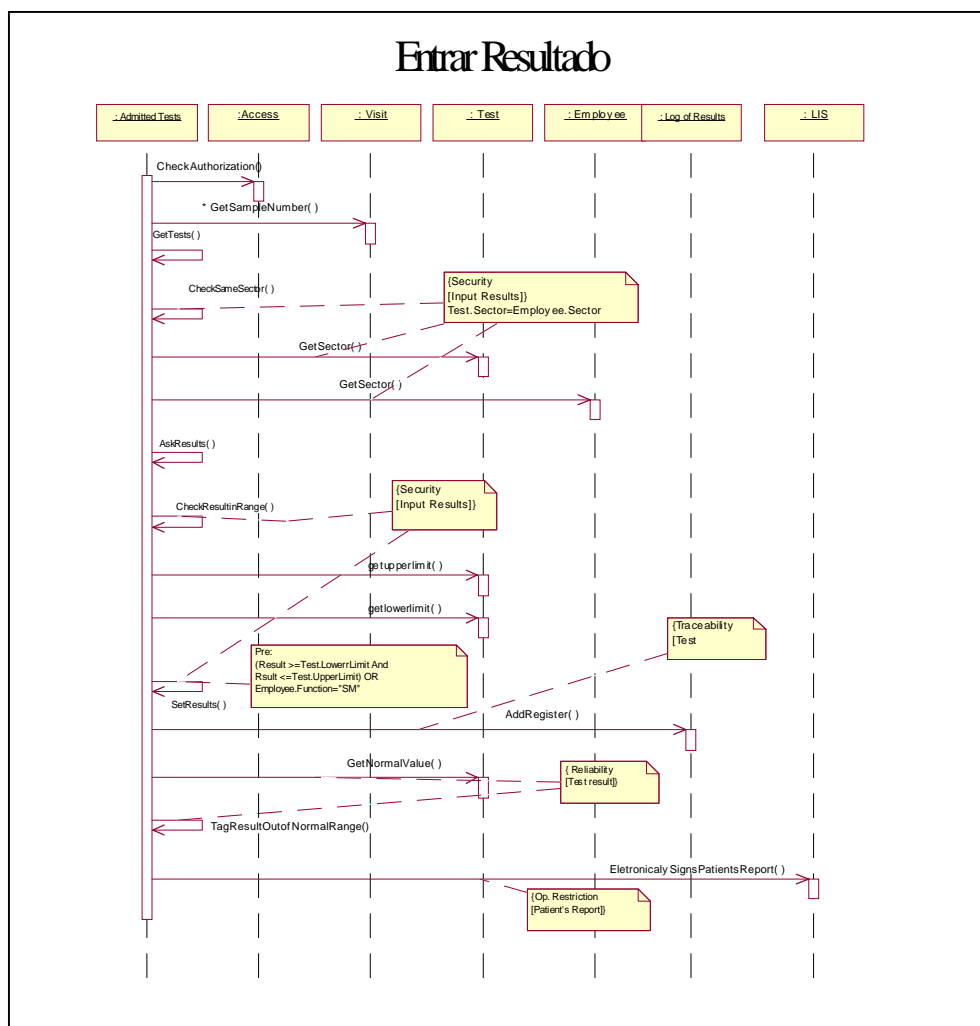 Entrar Resultado
: Admitted Tests
:Access
: Visit
: Test
: Employee
: Log of Results
: LIS
CheckAuthorization()
* GetSampleNumber( )
GetTests( )
CheckSameSector( )
{Security
[Input Results]}
Test.Sector=Employee.Sector
GetSector( )
GetSector( )
AskResults( )
CheckResultinRange( )
{Security
[Input Results]}
getupperlimit( )
getlowerlimit( )
{Traceability
[Test
Pre:
(Result >=Test.LowerrLimit And
Rsult <=Test.UpperLimit) OR
Employee.Function="SM"
SetResults( )
AddRegister( )
GetNormalValue( )
{ Reliability
[Test result]}
TagResultOutofNormalRange()
EletronicalySignsPatientsReport( )
{Op. Restriction
[Patient's Report]}